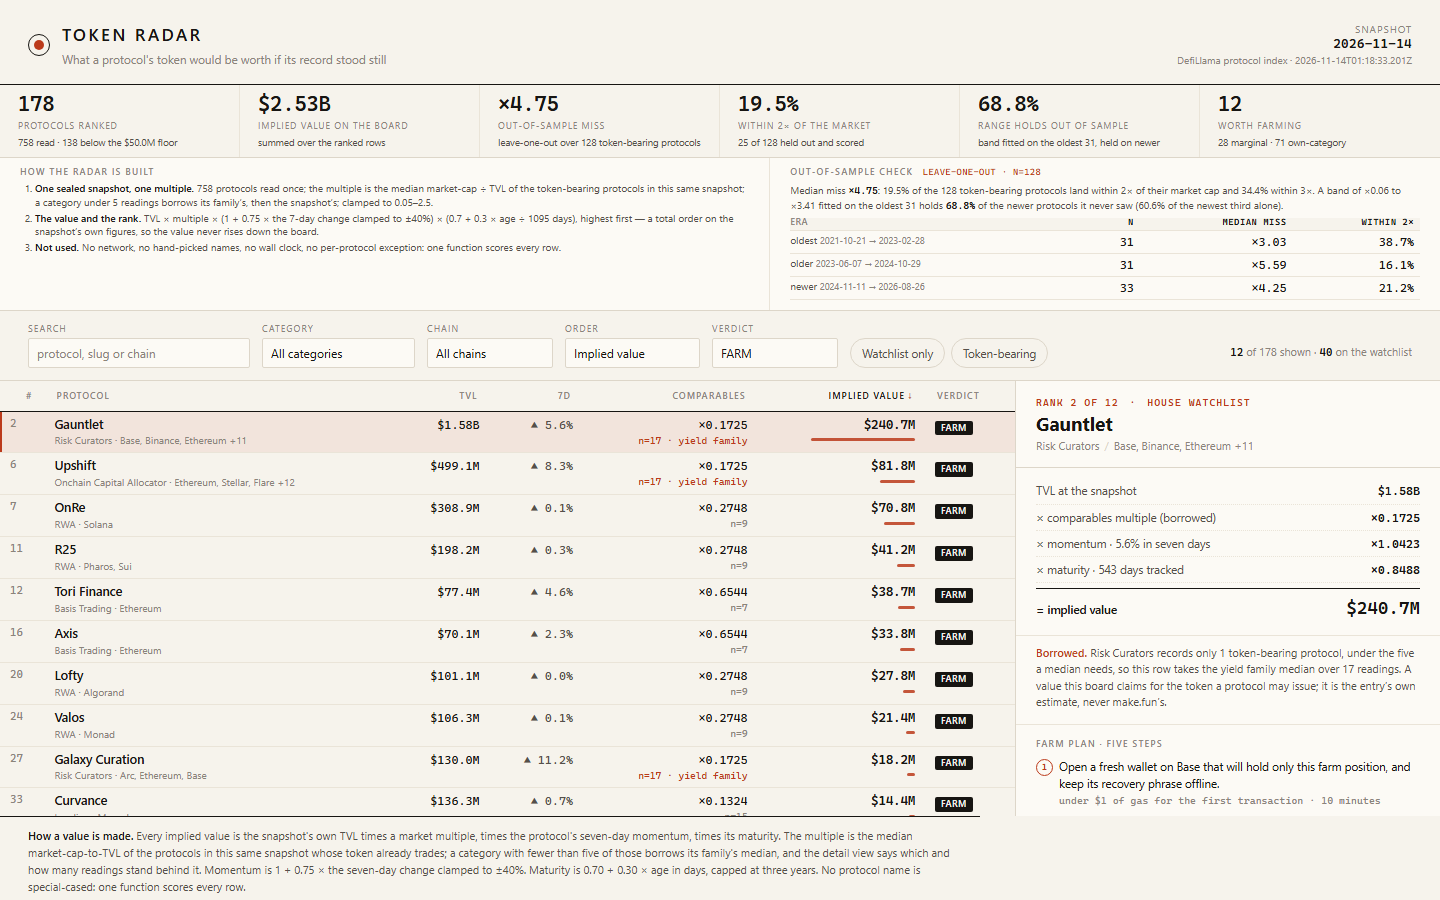 TOKEN RADAR
What a protocol's token would be worth if its record stood still
SNAPSHOT
2026-11-14
DefiLlama protocol index · 2026-11-14T01:18:33.201Z
178
PROTOCOLS RANKED
758 read · 138 below the $50.0M floor
$2.53B
IMPLIED VALUE ON THE BOARD
summed over the ranked rows
×4.75
OUT-OF-SAMPLE MISS
leave-one-out over 128 token-bearing protocols
19.5%
WITHIN 2× OF THE MARKET
25 of 128 held out and scored
68.8%
RANGE HOLDS OUT OF SAMPLE
band fitted on the oldest 31, held on newer
12
WORTH FARMING
28 marginal · 71 own-category
HOW THE RADAR IS BUILT
1. One sealed snapshot, one multiple. 758 protocols read once; the multiple is the median market-cap ÷ TVL of the token-bearing protocols in this same snapshot;
a category under 5 readings borrows its family's, then the snapshot's; clamped to 0.05–2.5.
2. The value and the rank. TVL × multiple × (1 + 0.75 × the 7-day change clamped to ±40%) × (0.7 + 0.3 × age ÷ 1095 days), highest first — a total order on the
snapshot's own figures, so the value never rises down the board.
3. Not used. No network, no hand-picked names, no wall clock, no per-protocol exception: one function scores every row.
OUT-OF-SAMPLE CHECK LEAVE-ONE-OUT · N=128
Median miss ×4.75: 19.5% of the 128 token-bearing protocols land within 2× of their market cap and 34.4% within 3×. A band of ×0.06 to
×3.41 fitted on the oldest 31 holds 68.8% of the newer protocols it never saw (60.6% of the newest third alone).
ERA N MEDIAN MISS WITHIN 2×
oldest 2021-10-21 → 2023-02-28 31 ×3.03 38.7%
older 2023-06-07 → 2024-10-29 31 ×5.59 16.1%
newer 2024-11-11 → 2026-08-26 33 ×4.25 21.2%
SEARCH
protocol, slug or chain
CATEGORY
All categories
CHAIN
All chains
ORDER
Implied value
VERDICT
FARM
Watchlist only
Token-bearing
12 of 178 shown · 40 on the watchlist
# PROTOCOL TVL 7D COMPARABLES IMPLIED VALUE ↓ VERDICT
2 Gauntlet $1.58B ▲ 5.6% ×0.1725 $240.7M FARM
Risk Curators · Base, Binance, Ethereum +11 n=17 · yield family
6 Upshift $499.1M ▲ 8.3% ×0.1725 $81.8M FARM
Onchain Capital Allocator · Ethereum, Stellar, Flare +12 n=17 · yield family
7 OnRe $308.9M ▲ 0.1% ×0.2748 $70.8M FARM
RWA · Solana n=9
11 R25 $198.2M ▲ 0.3% ×0.2748 $41.2M FARM
RWA · Pharos, Sui n=9
12 Tori Finance $77.4M ▲ 4.6% ×0.6544 $38.7M FARM
Basis Trading · Ethereum n=7
16 Axis $70.1M ▲ 2.3% ×0.6544 $33.8M FARM
Basis Trading · Ethereum n=7
20 Lofty $101.1M ▲ 0.0% ×0.2748 $27.8M FARM
RWA · Algorand n=9
24 Valos $106.3M ▲ 0.1% ×0.2748 $21.4M FARM
RWA · Monad n=9
27 Galaxy Curation $130.0M ▲ 11.2% ×0.1725 $18.2M FARM
Risk Curators · Arc, Ethereum, Base n=17 · yield family
33 Curvance $136.3M ▲ 0.7% ×0.1324 $14.4M FARM
RANK 2 OF 12 · HOUSE WATCHLIST
Gauntlet
Risk Curators / Base, Binance, Ethereum +11
TVL at the snapshot $1.58B
× comparables multiple (borrowed) ×0.1725
× momentum · 5.6% in seven days ×1.0423
× maturity · 543 days tracked ×0.8488
= implied value $240.7M
Borrowed. Risk Curators records only 1 token-bearing protocol, under the five
a median needs, so this row takes the yield family median over 17 readings. A
value this board claims for the token a protocol may issue; it is the entry's own
estimate, never make.fun's.
FARM PLAN · FIVE STEPS
1 Open a fresh wallet on Base that will hold only this farm position, and
keep its recovery phrase offline.
under $1 of gas for the first transaction · 10 minutes
How a value is made. Every implied value is the snapshot's own TVL times a market multiple, times the protocol's seven-day momentum, times its maturity. The multiple is the median
market-cap-to-TVL of the protocols in this same snapshot whose token already trades; a category with fewer than five of those borrows its family's median, and the detail view says which and
how many readings stand behind it. Momentum is 1 + 0.75 × the seven-day change clamped to ±40%. Maturity is 0.70 + 0.30 × age in days, capped at three years. No protocol name is
special-cased: one function scores every row.